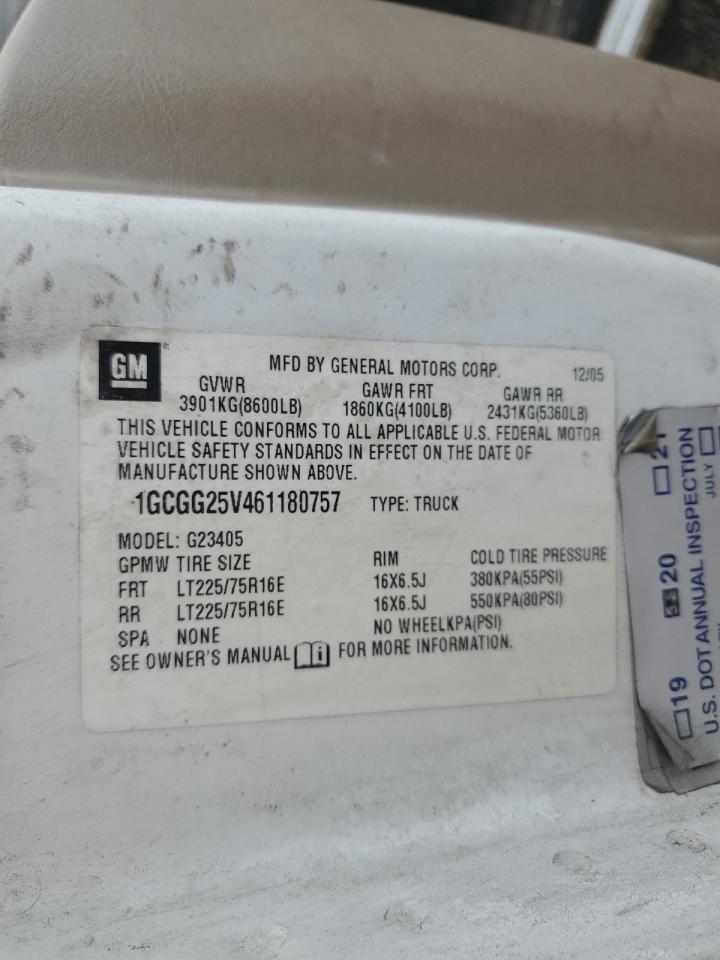 GM
MFD BY GENERAL MOTORS CORP. 12/05
GVWR GAWR FRT GAWR RR
3901KG(8600LB) 1860KG(4100LB) 2431KG(5360LB)
THIS VEHICLE CONFORMS TO ALL APPLICABLE U.S. FEDERAL MOTOR
VEHICLE SAFETY STANDARDS IN EFFECT ON THE DATE OF
MANUFACTURE SHOWN ABOVE.
1GCGG25V461180757 TYPE: TRUCK
MODEL: G23405
GPMW TIRE SIZE RIM COLD TIRE PRESSURE
FRT LT225/75R16E 16X6.5J 380KPA(55PSI)
RR LT225/75R16E 16X6.5J 550KPA(80PSI)
SPA NONE NO WHEELKPA(PSI)
SEE OWNER'S MANUAL i FOR MORE INFORMATION.
19 20 21
U.S. DOT ANNUAL INSPECTION
JULY